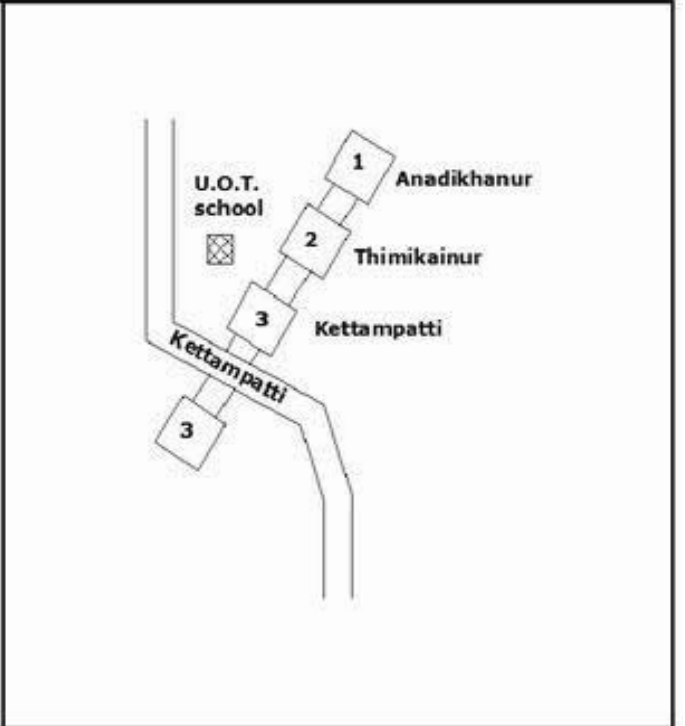 1
Anadikhanur
U.O.T.
school
2
Thimikainur
3
Kettampatti
Kettampatti
3